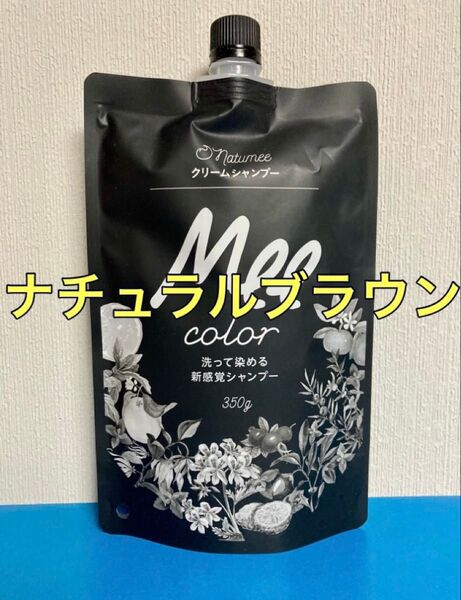 natumee
クリームシャンプー
Mee
ナチュラルブラウン
color
洗って染める
新感覚シャンプー
350g